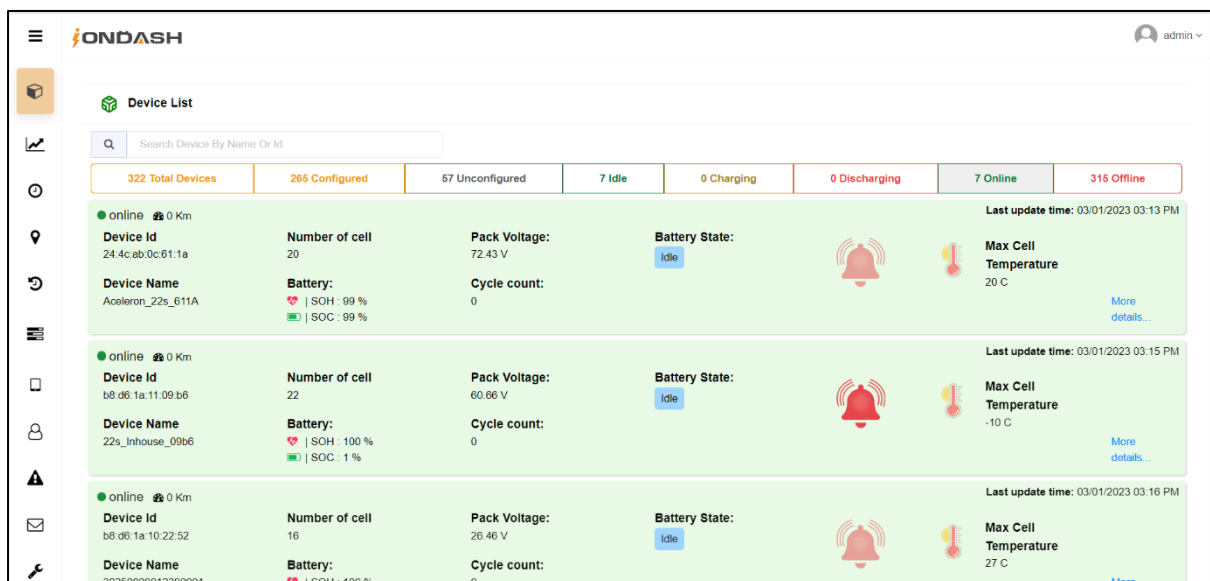 IONDASH
admin
Device List
Search Device By Name Or Id
322 Total Devices 265 Configured 57 Unconfigured 7 Idle 0 Charging 0 Discharging 7 Online 315 Offline
online 0 Km Last update time: 03/01/2023 03:13 PM
Device Id Number of cell Pack Voltage: Battery State: Max Cell
24:4c:ab:0c:61:1a 20 72.43 V Idle Temperature
Device Name Battery: Cycle count: 20 C
Aceleron_22s_611A | SOH : 99 % 0 More
| SOC : 99 % details...
online 0 Km Last update time: 03/01/2023 03:15 PM
Device Id Number of cell Pack Voltage: Battery State: Max Cell
b8:d6:1a:11:09:b6 22 60.66 V Idle Temperature
Device Name Battery: Cycle count: -10 C
22s_Inhouse_09b6 | SOH : 100 % 0 More
| SOC : 1 % details...
online 0 Km Last update time: 03/01/2023 03:16 PM
Device Id Number of cell Pack Voltage: Battery State: Max Cell
b8:d6:1a:10:22:52 16 26.46 V Idle Temperature
Device Name Battery: Cycle count: 27 C